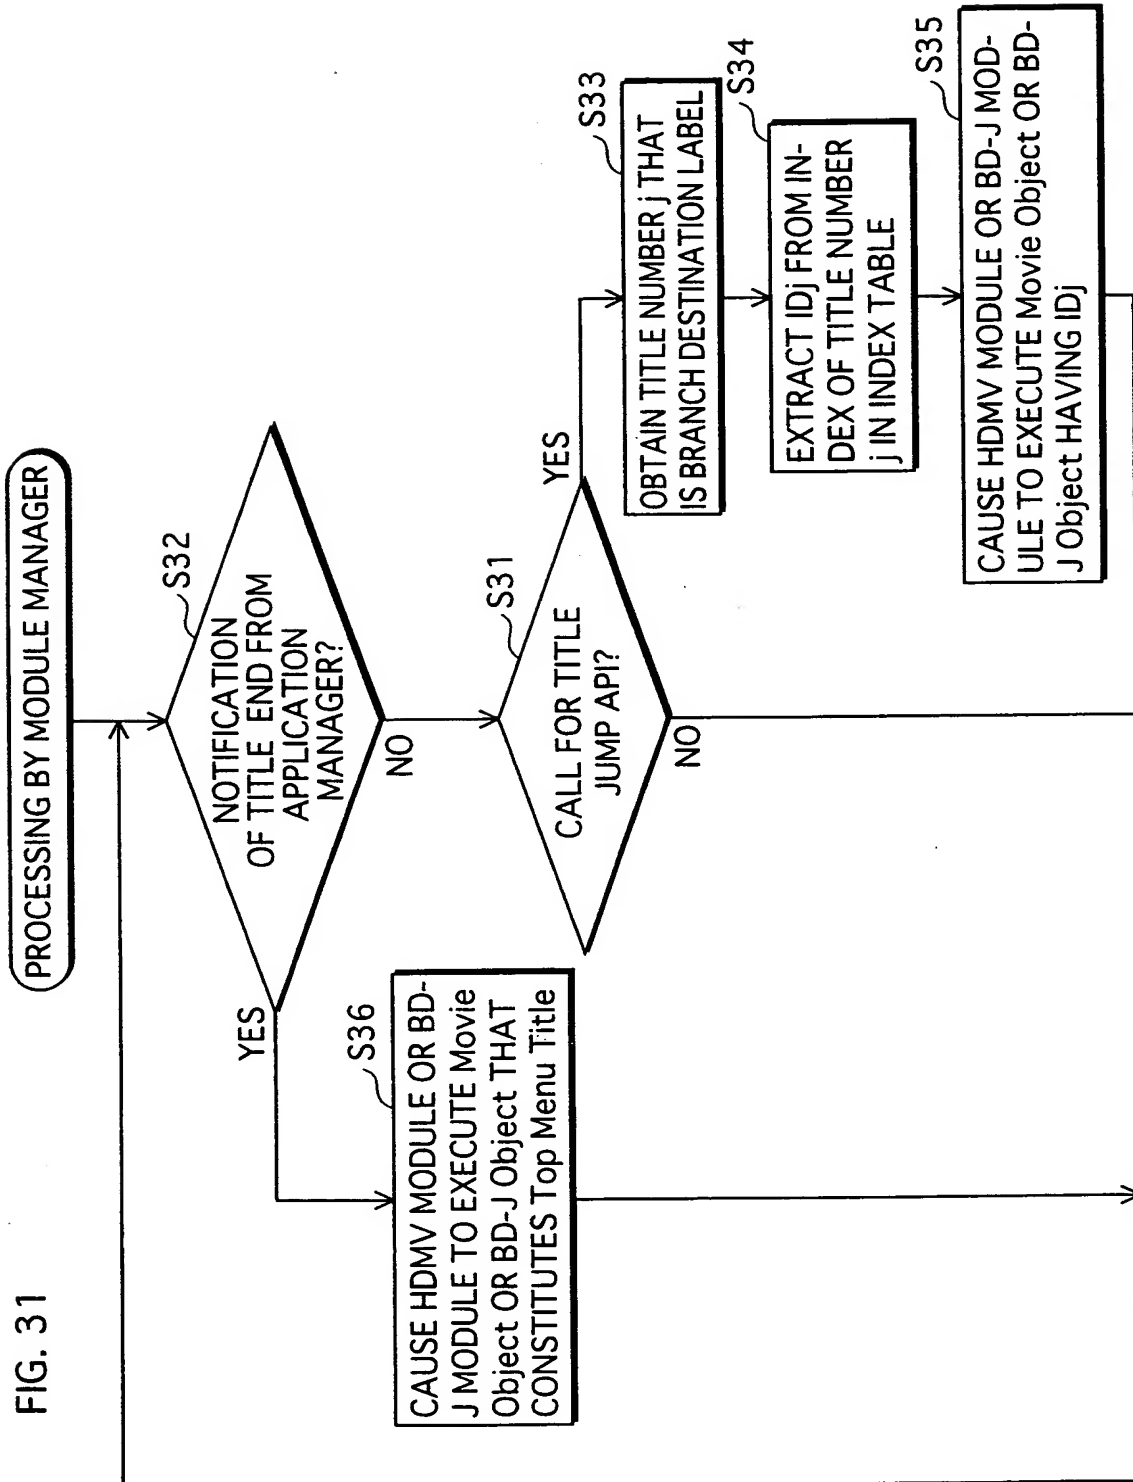 FIG. 31
PROCESSING BY MODULE MANAGER
S32
NOTIFICATION
OF TITLE END FROM
APPLICATION
MANAGER?
YES
NO
S36
CAUSE HDMV MODULE OR BD-
J MODULE TO EXECUTE Movie
Object OR BD-J Object THAT
CONSTITUTES Top Menu Title
S31
CALL FOR TITLE
JUMP API?
YES
NO
S33
OBTAIN TITLE NUMBER j THAT
IS BRANCH DESTINATION LABEL
S34
EXTRACT IDj FROM IN-
DEX OF TITLE NUMBER
j IN INDEX TABLE
S35
CAUSE HDMV MODULE OR BD-J MOD-
ULE TO EXECUTE Movie Object OR BD-
J Object HAVING IDj